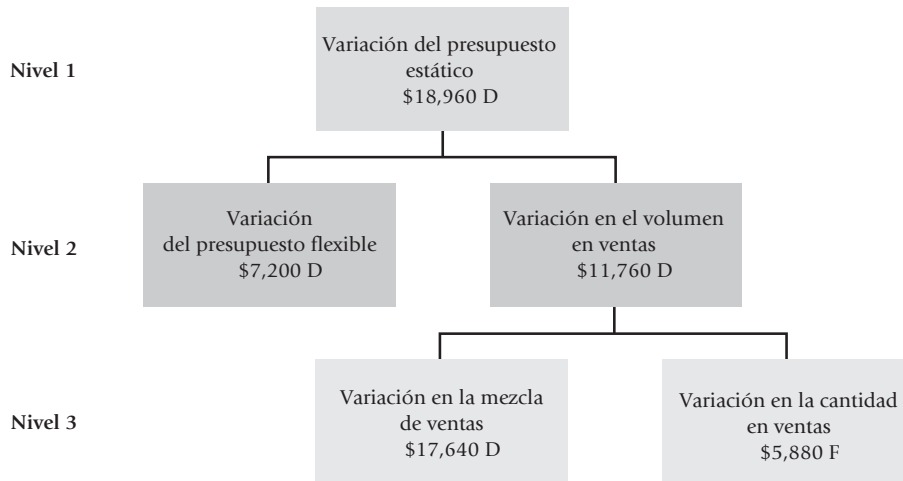 Nivel 1
Variación del presupuesto
estático
$18,960 D
Nivel 2
Variación
del presupuesto flexible
$7,200 D
Variación en el volumen
en ventas
$11,760 D
Nivel 3
Variación en la mezcla
de ventas
$17,640 D
Variación en la cantidad
en ventas
$5,880 F